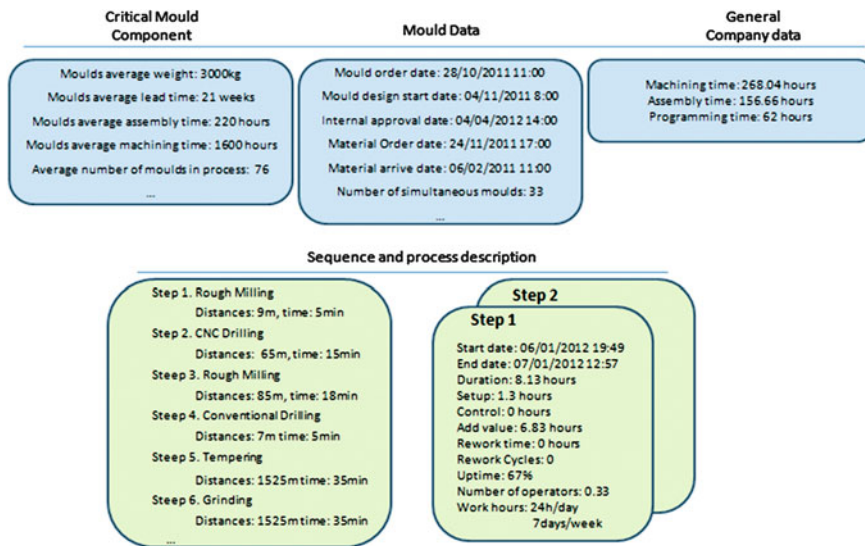 Critical Mould
Component
Mould Data
General
Company data
Moulds average weight: 3000kg
Moulds average lead time: 21 weeks
Moulds average assembly time: 220 hours
Moulds average machining time: 1600 hours
Average number of moulds in process: 76
...
Mould order date: 28/10/2011 11:00
Mould design start date: 04/11/2011 8:00
Internal approval date: 04/04/2012 14:00
Material Order date: 24/11/2011 17:00
Material arrive date: 06/02/2011 11:00
Number of simultaneous moulds: 33
...
Machining time: 268.04 hours
Assembly time: 156.66 hours
Programming time: 62 hours
Sequence and process description
Steep 1. Rough Milling
Distances: 9m, time: 5min
Step 2. CNC Drilling
Distances: 65m, time: 15min
Steep 3. Rough Milling
Distances: 85m, time: 18min
Steep 4. Conventional Drilling
Distances: 7m time: 5min
Steep 5. Tempering
Distances: 1525m time: 35min
Steep 6. Grinding
Distances: 1525m time: 35min
...
Step 2
Step 1
Start date: 06/01/2012 19:49
End date: 07/01/2012 12:57
Duration: 8.13 hours
Setup: 1.3 hours
Control: 0 hours
Add value: 6.83 hours
Rework time: 0 hours
Rework Cycles: 0
Uptime: 67%
Number of operators: 0.33
Work hours: 24h/day
7days/week